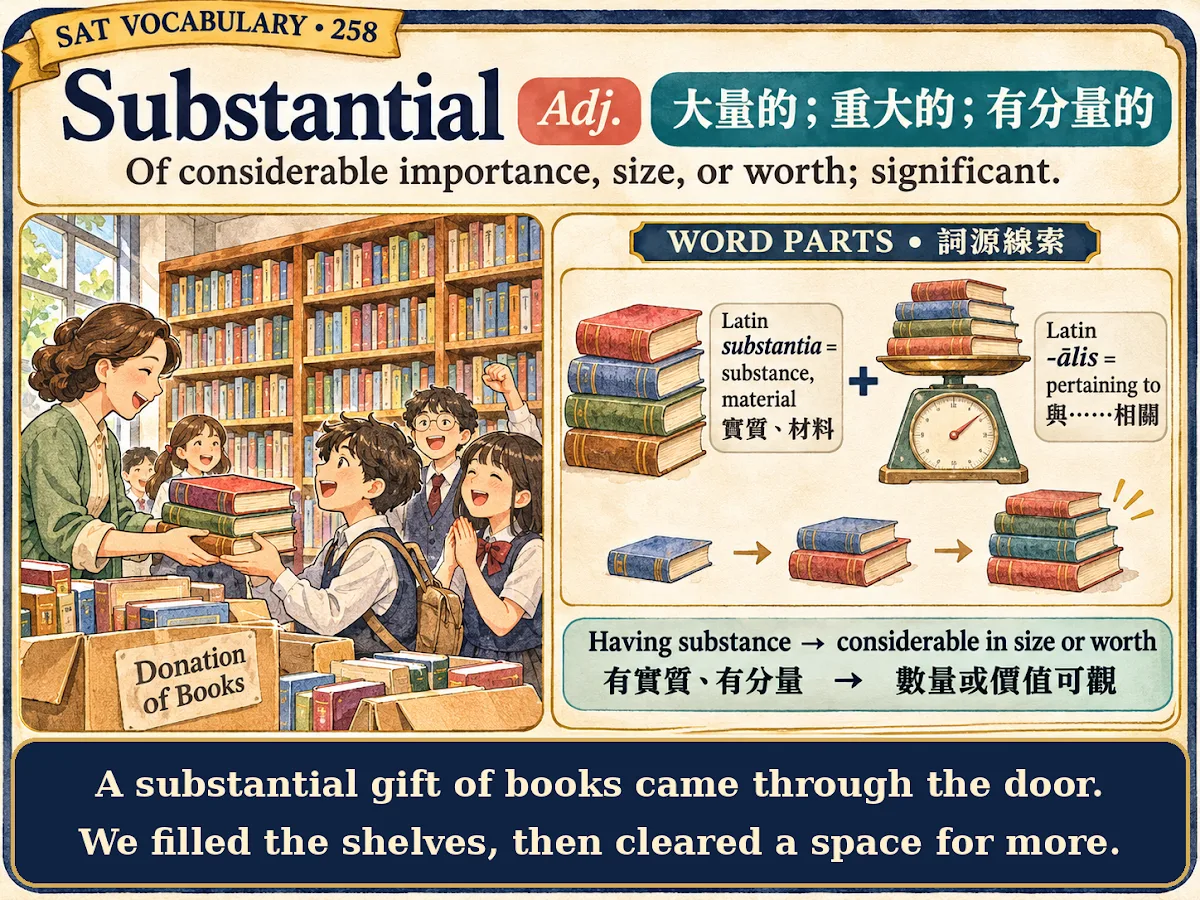 SAT VOCABULARY • 258
Substantial
Adj.
大量的；重大的；有分量的
Of considerable importance, size, or worth; significant.
Donation
of Books
WORD PARTS • 詞源線索
Latin
substantia =
substance,
material
實質、材料
+
Latin
-ālis =
pertaining to
與⋯⋯相關
Having substance → considerable in size or worth
有實質、有分量 → 數量或價值可觀
A substantial gift of books came through the door.
We filled the shelves, then cleared a space for more.